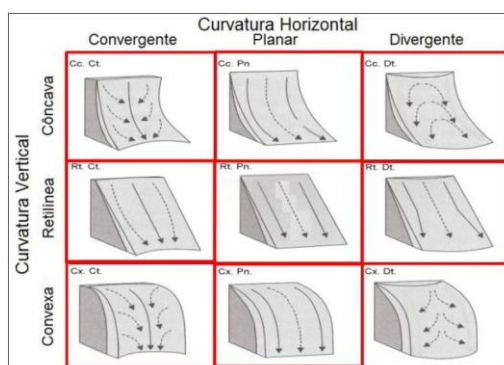 Curvatura Horizontal
Convergente Planar Divergente
Curvatura Vertical
Côncava
Cc. Ct. Cc. Pn Cc. Dt.
Retilínea
Rt. Ct. Rt. Pn. Rt. Dt.
Convexa
Cx. Ct. Cx. Pn. Cx. Dt.